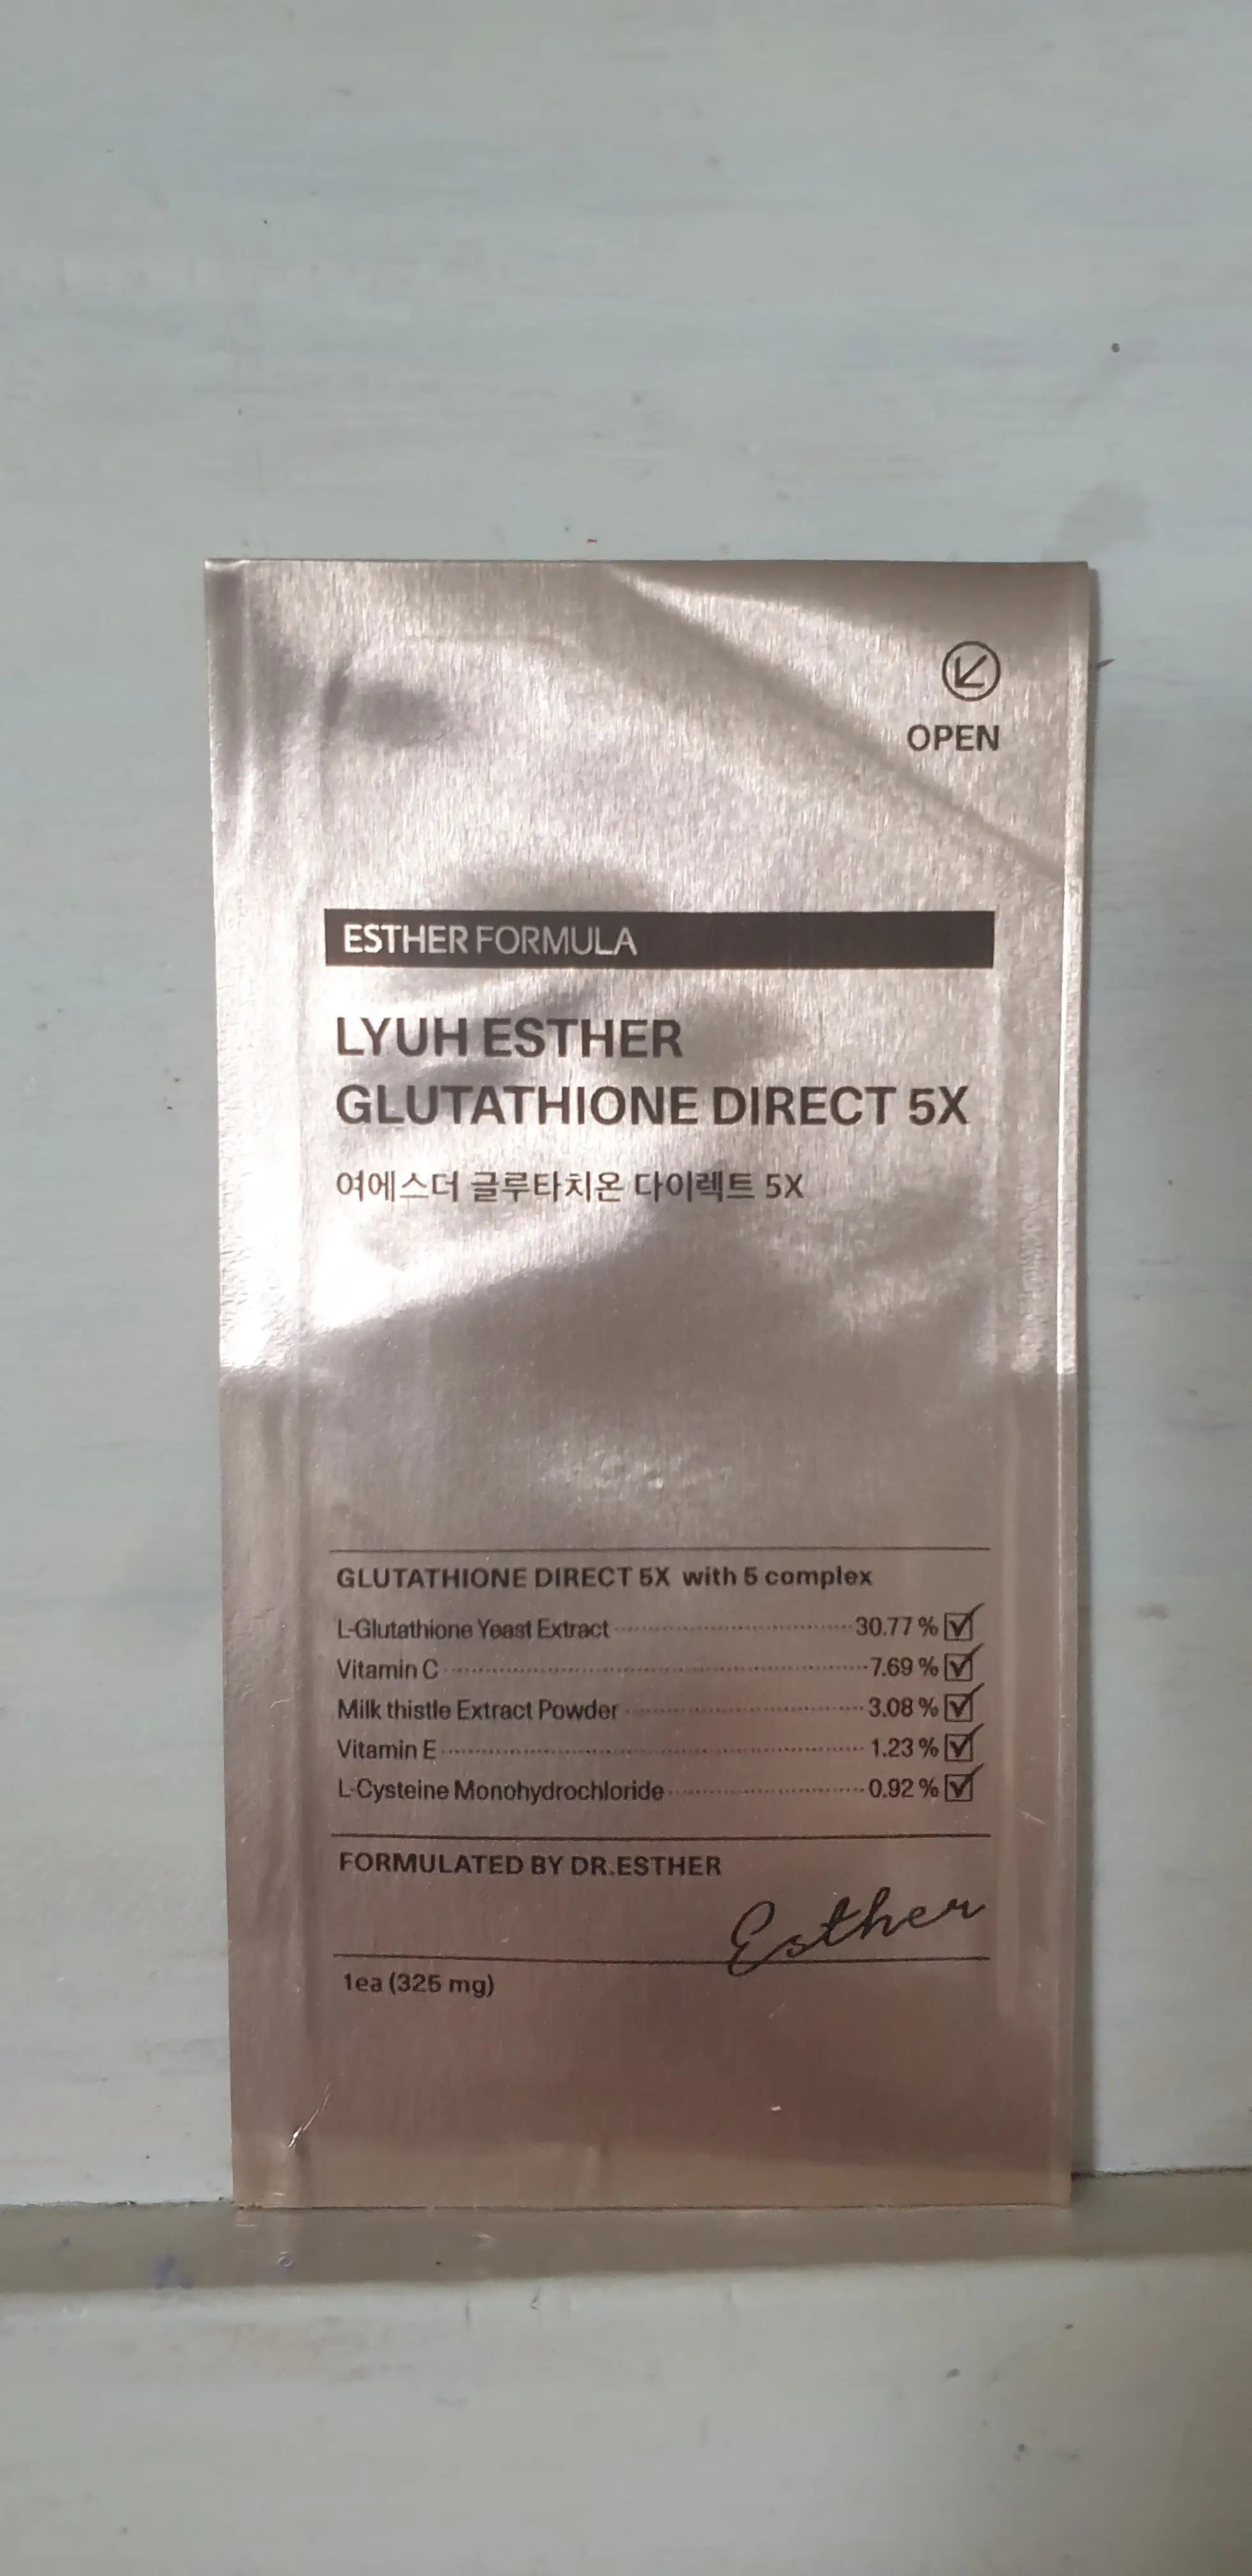 OPEN
ESTHER FORMULA
LYUH ESTHER
GLUTATHIONE DIRECT 5X
여에스더 글루타치온 다이렉트 5X
GLUTATHIONE DIRECT 5X with 5 complex
L-Glutathione Yeast Extract 30.77 %
Vitamin C 7.69 %
Milk thistle Extract Powder 3.08 %
Vitamin E 1.23 %
L-Cysteine Monohydrochloride 0.92 %
FORMULATED BY DR.ESTHER
Esther
1ea (325 mg)